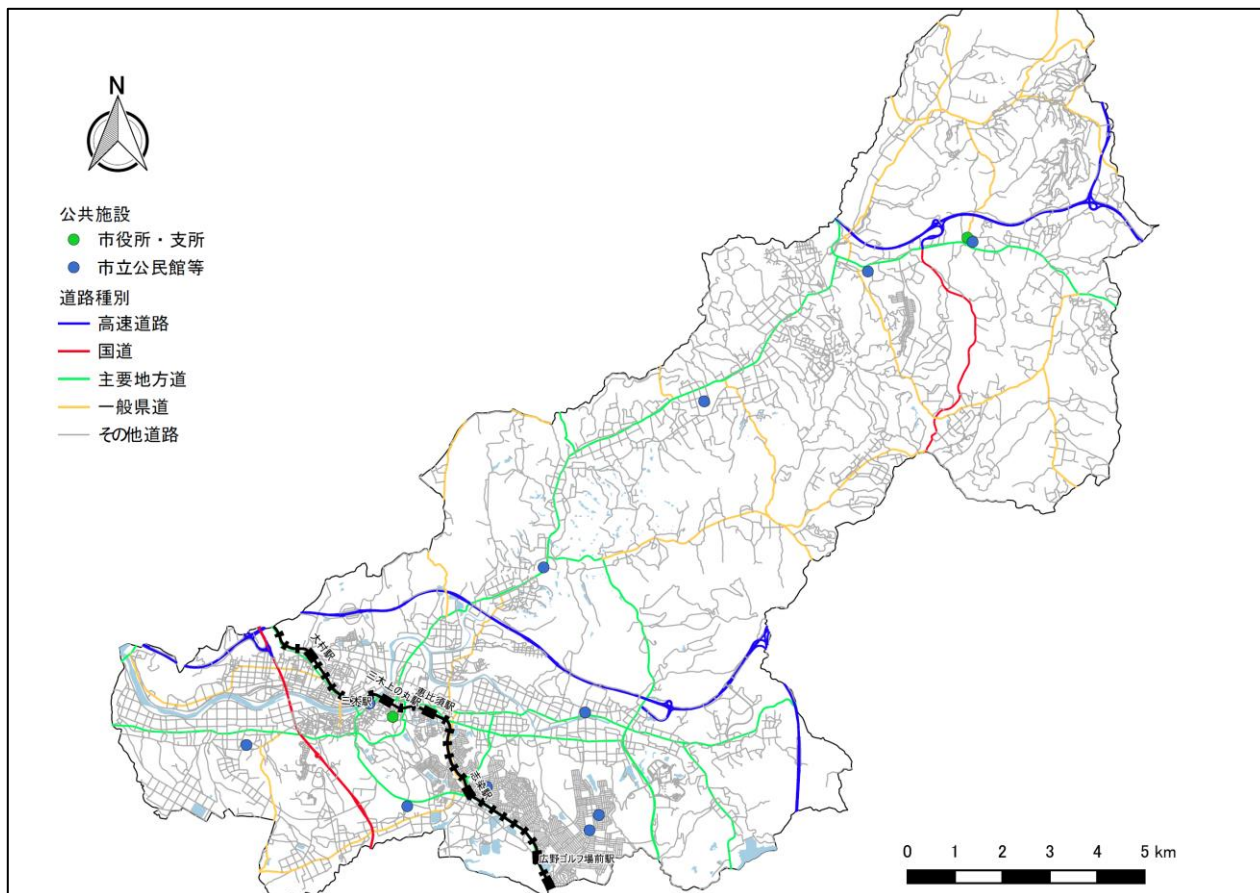 N
公共施設
市役所・支所
市立公民館等
道路種別
高速道路
国道
主要地方道
一般県道
その他道路
大村駅
三木駅
三木上の丸駅
恵比須駅
志染駅
広野ゴルフ場前駅
0 1 2 3 4 5 km